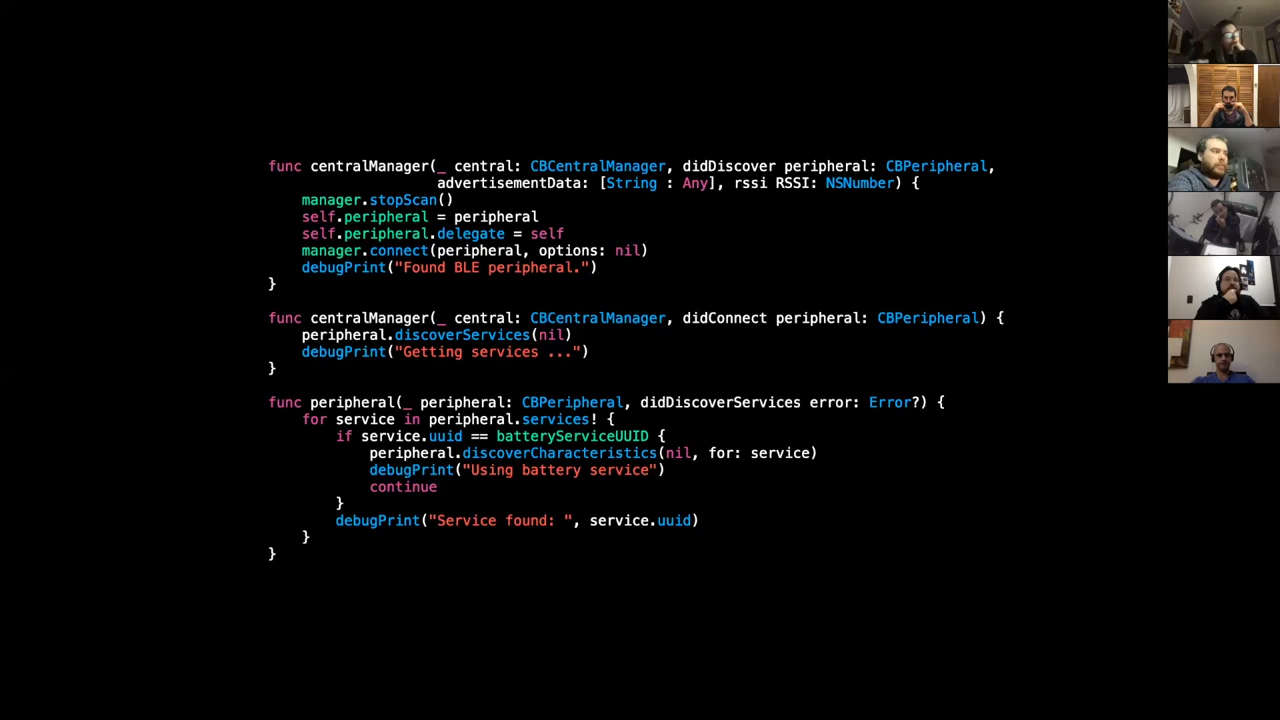 func centralManager(_ central: CBCentralManager, didDiscover peripheral: CBPeripheral,
advertisementData: [String : Any], rssi RSSI: NSNumber) {
manager.stopScan()
self.peripheral = peripheral
self.peripheral.delegate = self
manager.connect(peripheral, options: nil)
debugPrint("Found BLE peripheral.")
}
func centralManager(_ central: CBCentralManager, didConnect peripheral: CBPeripheral) {
peripheral.discoverServices(nil)
debugPrint("Getting services ...")
}
func peripheral(_ peripheral: CBPeripheral, didDiscoverServices error: Error?) {
for service in peripheral.services! {
if service.uuid == batteryServiceUUID {
peripheral.discoverCharacteristics(nil, for: service)
debugPrint("Using battery service")
continue
}
debugPrint("Service found: ", service.uuid)
}
}